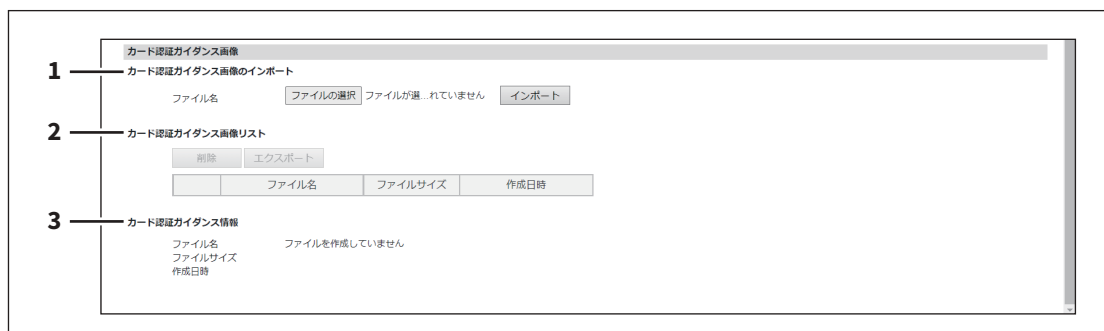 カード認証ガイダンス画像
1 カード認証ガイダンス画像のインポート
ファイル名 ファイルの選択 ファイルが選...れていません インポート
2 カード認証ガイダンス画像リスト
削除 エクスポート
ファイル名 ファイルサイズ 作成日時
3 カード認証ガイダンス情報
ファイル名 ファイルを作成していません
ファイルサイズ
作成日時